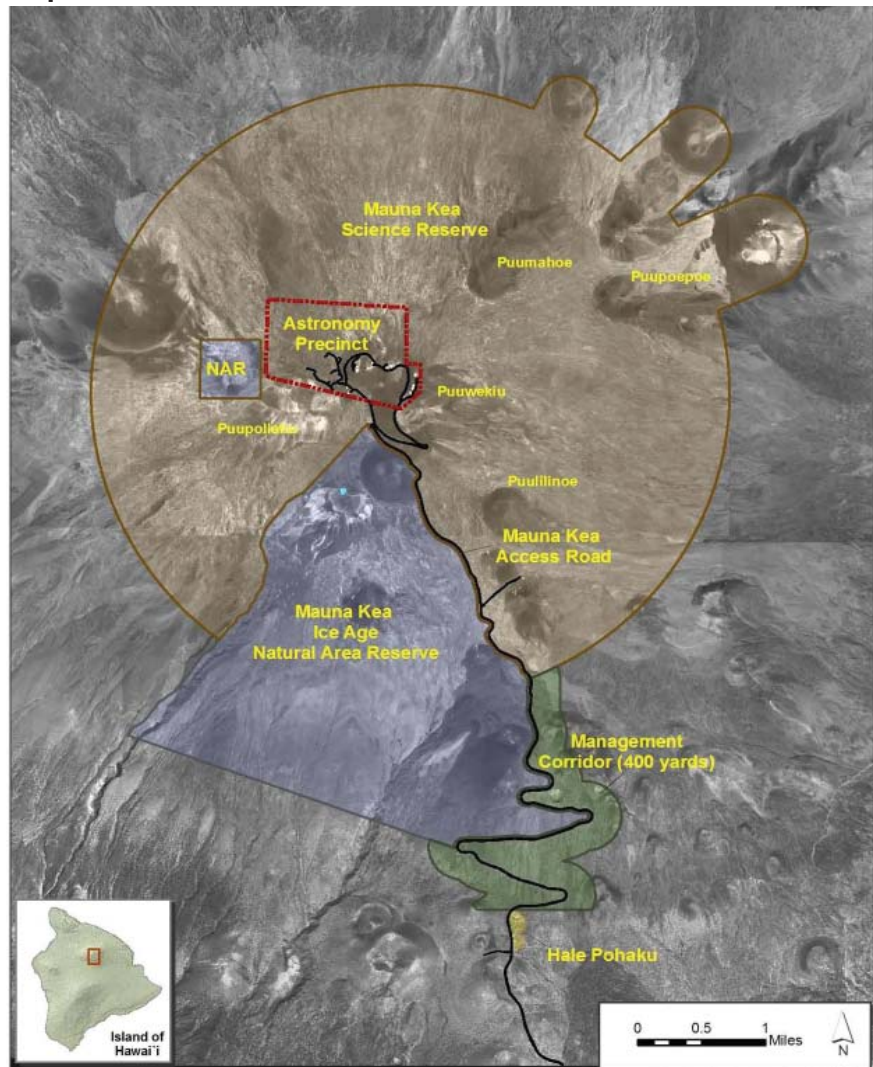 Mauna Kea
Science Reserve
Puumahoe
Puupoepoe
Astronomy
Precinct
NAR
Puuwekiu
Puupoliahu
Puulilinoe
Mauna Kea
Access Road
Mauna Kea
Ice Age
Natural Area Reserve
Management
Corridor (400 yards)
Hale Pohaku
Island of
Hawai`i
0 0.5 1
Miles
N